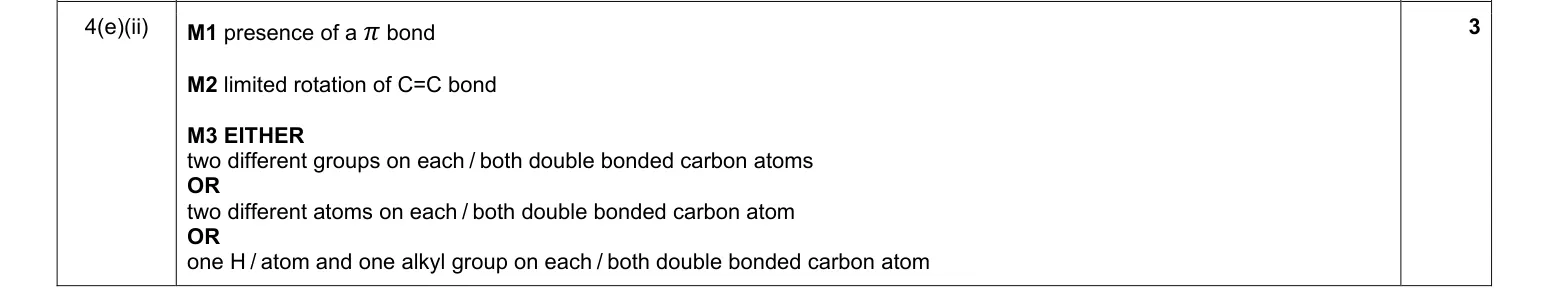 4(e)(ii)
M1 presence of a π bond
3
M2 limited rotation of C=C bond
M3 EITHER
two different groups on each / both double bonded carbon atoms
OR
two different atoms on each / both double bonded carbon atom
OR
one H / atom and one alkyl group on each / both double bonded carbon atom